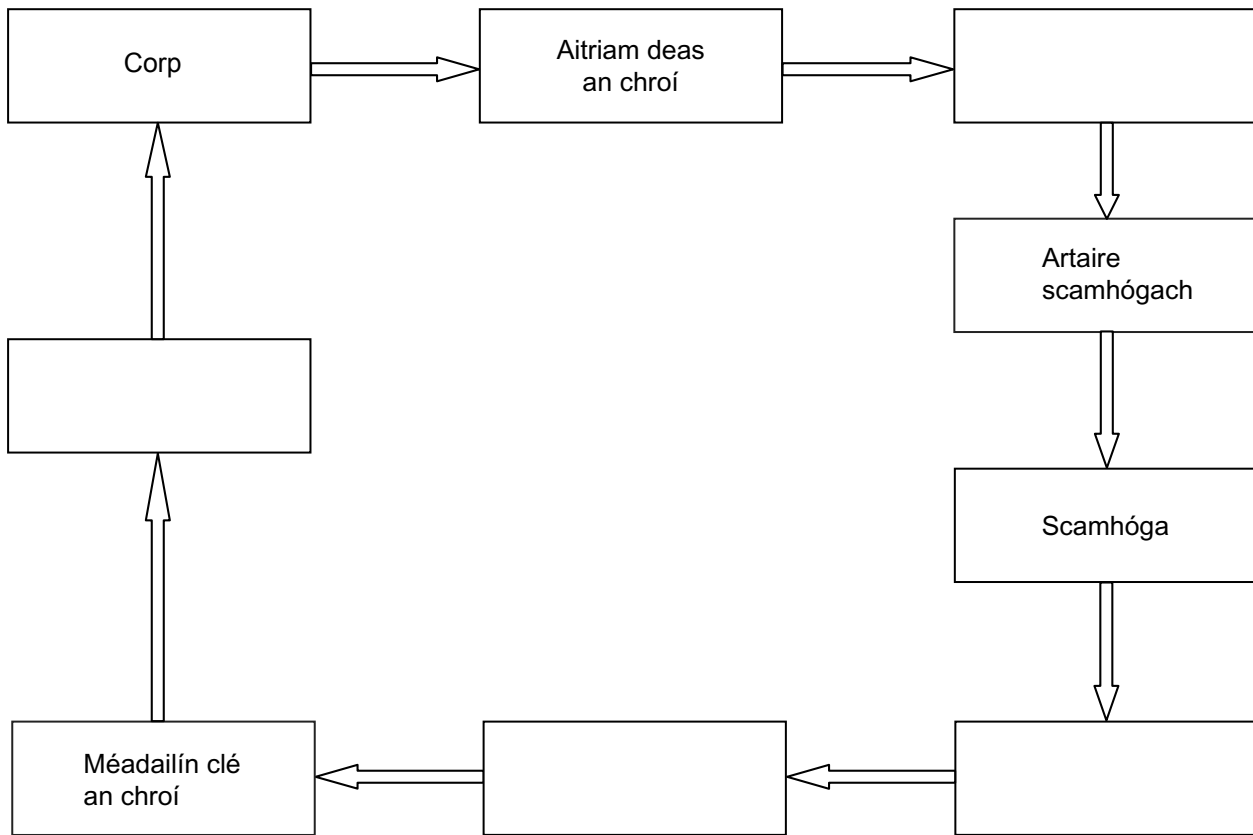 Corp
Aitriam deas
an chroí
Artaire
scamhógach
Scamhóga
Méadailín clé
an chroí